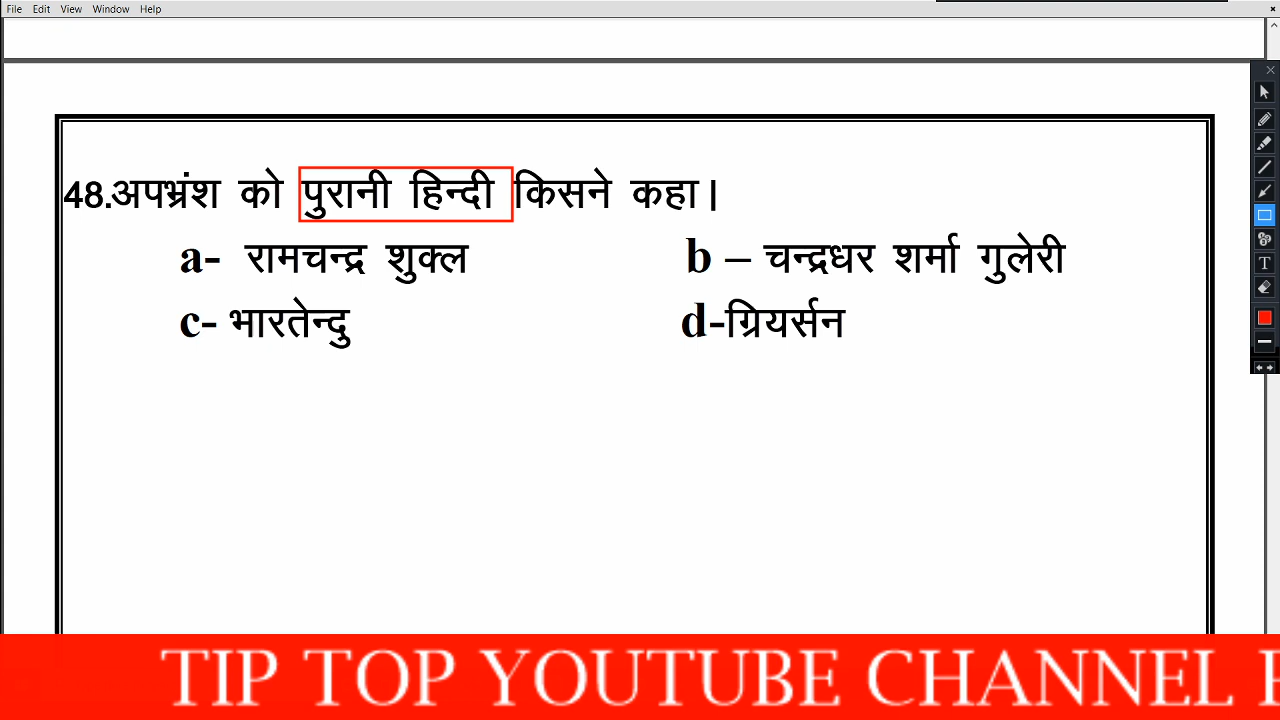 File Edit View Window Help
48.अपभ्रंश को पुरानी हिन्दी किसने कहा |
a- रामचन्द्र शुक्ल b – चन्द्रधर शर्मा गुलेरी
c- भारतेन्दु d-ग्रियर्सन
TIP TOP YOUTUBE CHANNEL